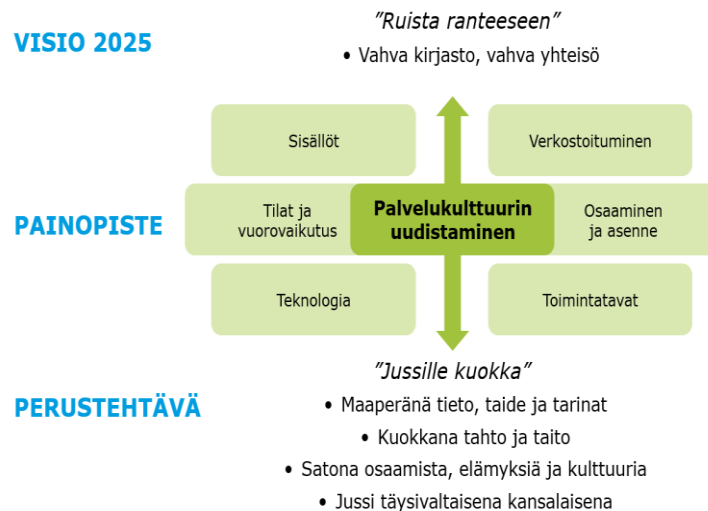 VISIO 2025
”Ruista ranteeseen”
• Vahva kirjasto, vahva yhteisö
Sisällöt
Verkostoituminen
PAINOPISTE
Tilat ja
vuorovaikutus
Palvelukulttuurin
uudistaminen
Osaaminen
ja asenne
Teknologia
Toimintatavat
PERUSTEHTÄVÄ
”Jussille kuokka”
• Maaperänä tieto, taide ja tarinat
• Kuokkana tahto ja taito
• Satona osaamista, elämyksiä ja kulttuuria
• Jussi täysivaltaisena kansalaisena